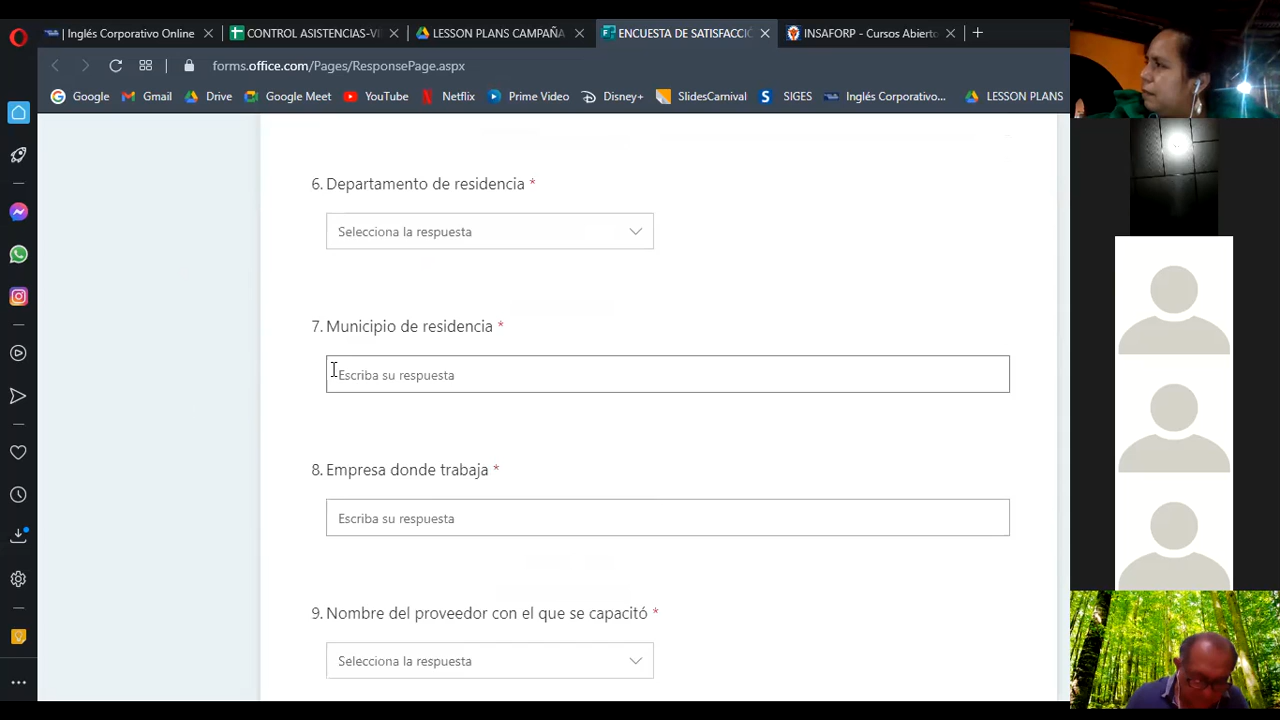 Inglés Corporativo Online
CONTROL ASISTENCIAS-VI
LESSON PLANS CAMPAÑA
ENCUESTA DE SATISFACCI
INSAFORP - Cursos Abierto
forms.office.com/Pages/ResponsePage.aspx
Google
Gmail
Drive
Google Meet
YouTube
Netflix
Prime Video
Disney+
SlidesCarnival
SIGES
Inglés Corporativo...
LESSON PLANS
6. Departamento de residencia *
Selecciona la respuesta
7. Municipio de residencia *
Escriba su respuesta
8. Empresa donde trabaja *
Escriba su respuesta
9. Nombre del proveedor con el que se capacitó *
Selecciona la respuesta